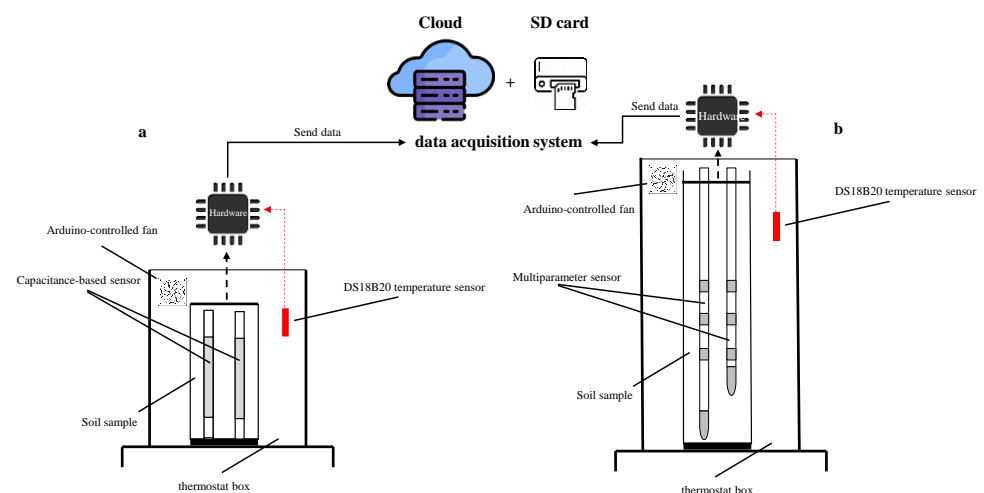 Cloud
SD card
+
a
Send data
data acquisition system
Send data
b
Hardware
Hardware
Arduino-controlled fan
Capacitance-based sensor
DS18B20 temperature sensor
Soil sample
thermostat box
Arduino-controlled fan
DS18B20 temperature sensor
Multiparameter sensor
Soil sample
thermostat box